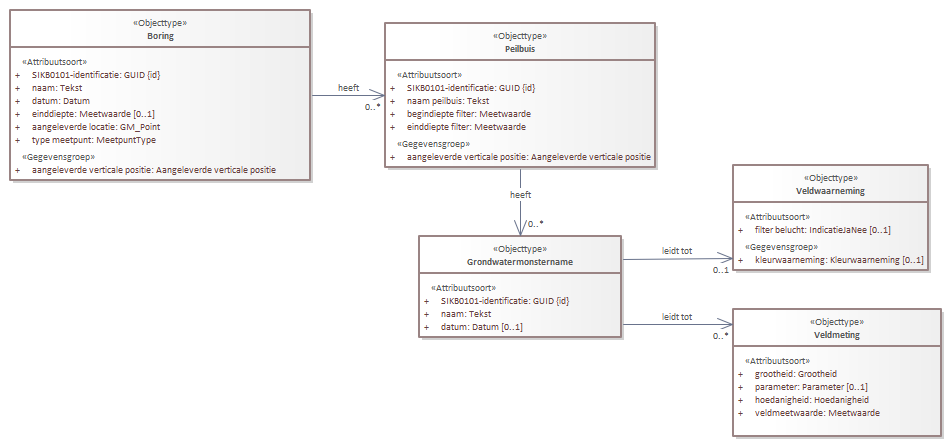 «Objecttype»
Boring
«Attribuutsoort»
+ SIKB0101-identificatie: GUID {id}
+ naam: Tekst
+ datum: Datum
+ einddiepte: Meetwaarde [0..1]
+ aangeleverde locatie: GM_Point
+ type meetpunt: MeetpuntType
«Gegevensgroep»
+ aangeleverde verticale positie: Aangeleverde verticale positie
heeft
0..*
«Objecttype»
Peilbuis
«Attribuutsoort»
+ SIKB0101-identificatie: GUID {id}
+ naam peilbuis: Tekst
+ begindiepte filter: Meetwaarde
+ einddiepte filter: Meetwaarde
«Gegevensgroep»
+ aangeleverde verticale positie: Aangeleverde verticale positie
heeft
0..*
«Objecttype»
Grondwatermonstername
«Attribuutsoort»
+ SIKB0101-identificatie: GUID {id}
+ naam: Tekst
+ datum: Datum [0..1]
leidt tot
0..1
«Objecttype»
Veldwaarneming
«Attribuutsoort»
+ filter belucht: IndicatieJaNee [0..1]
«Gegevensgroep»
+ kleurwaarneming: Kleurwaarneming [0..1]
leidt tot
0..*
«Objecttype»
Veldmeting
«Attribuutsoort»
+ grootheid: Grootheid
+ parameter: Parameter [0..1]
+ hoedanigheid: Hoedanigheid
+ veldmeetwaarde: Meetwaarde